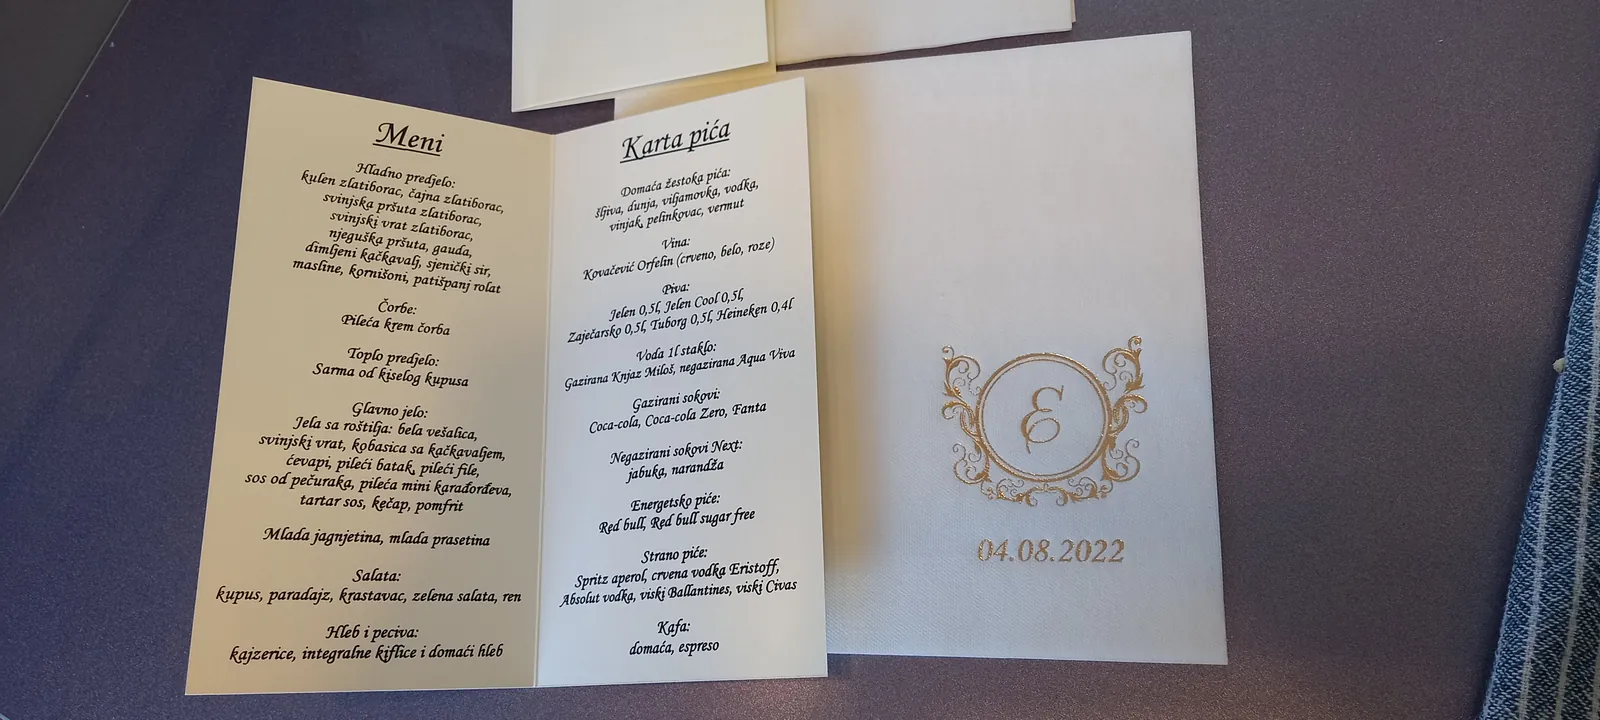 Meni
Hladno predjelo:
kulen zlatiborac, čajna zlatiborac,
svinjska pršuta zlatiborac,
svinjski vrat zlatiborac,
njeguška pršuta, gauda,
dimljeni kačkavalj, sjenički sir,
masline, kornišoni, patišpanj rolat
Čorbe:
Pileća krem čorba
Toplo predjelo:
Sarma od kiselog kupusa
Glavno jelo:
Jela sa roštilja: bela vešalica,
svinjski vrat, kobasica sa kačkavaljem,
ćevapi, pileći batak, pileći file,
sos od pečuraka, pileća mini karađorđeva,
tartar sos, kečap, pomfrit
Mlada jagnjetina, mlada prasetina
Salata:
kupus, paradajz, krastavac, zelena salata, ren
Hleb i peciva:
kajzerice, integralne kiflice i domaći hleb
Karta pića
Domaća žestoka pića:
šljiva, dunja, viljamovka, vodka,
vinjak, pelinkovac, vermut
Vina:
Kovačević Orfelin (crveno, belo, roze)
Piva:
Jelen 0,5l, Jelen Cool 0,5l,
Zaječarsko 0,5l, Tuborg 0,5l, Heineken 0,4l
Voda 1l staklo:
Gazirana Knjaz Miloš, negazirana Aqua Viva
Gazirani sokovi:
Coca-cola, Coca-cola Zero, Fanta
Negazirani sokovi Next:
jabuka, narandža
Energetsko piće:
Red bull, Red bull sugar free
Strano piće:
Spritz aperol, crvena vodka Eristoff,
Absolut vodka, viski Ballantines, viski Civas
Kafa:
domaća, espreso
E
04.08.2022